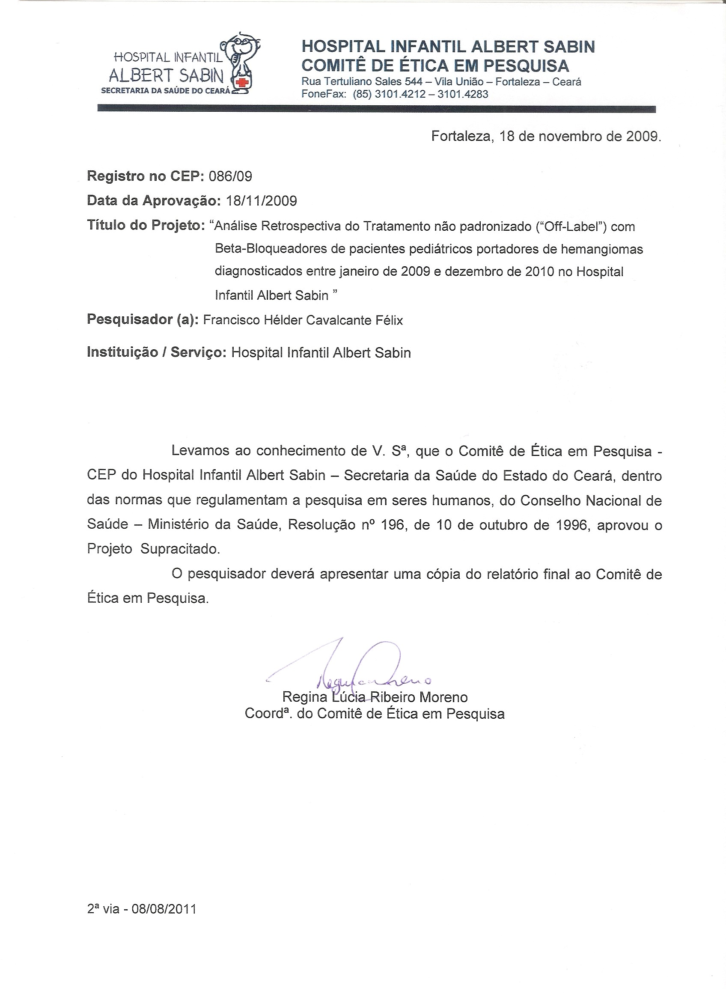 HOSPITAL INFANTIL
ALBERT SABIN
SECRETARIA DA SAÚDE DO CEARÁ
HOSPITAL INFANTIL ALBERT SABIN
COMITÊ DE ÉTICA EM PESQUISA
Rua Tertuliano Sales 544 – Vila União – Fortaleza – Ceará
FoneFax: (85) 3101.4212 – 3101.4283
Fortaleza, 18 de novembro de 2009.
Registro no CEP: 086/09
Data da Aprovação: 18/11/2009
Título do Projeto: “Análise Retrospectiva do Tratamento não padronizado (“Off-Label”) com
Beta-Bloqueadores de pacientes pediátricos portadores de hemangiomas
diagnosticados entre janeiro de 2009 e dezembro de 2010 no Hospital
Infantil Albert Sabin ”
Pesquisador (a): Francisco Hélder Cavalcante Félix
Instituição / Serviço: Hospital Infantil Albert Sabin
Levamos ao conhecimento de V. Sª, que o Comitê de Ética em Pesquisa -
CEP do Hospital Infantil Albert Sabin – Secretaria da Saúde do Estado do Ceará, dentro
das normas que regulamentam a pesquisa em seres humanos, do Conselho Nacional de
Saúde – Ministério da Saúde, Resolução nº 196, de 10 de outubro de 1996, aprovou o
Projeto Supracitado.
O pesquisador deverá apresentar uma cópia do relatório final ao Comitê de
Ética em Pesquisa.
Regina Lúcia Ribeiro Moreno
Coordª. do Comitê de Ética em Pesquisa
2ª via - 08/08/2011